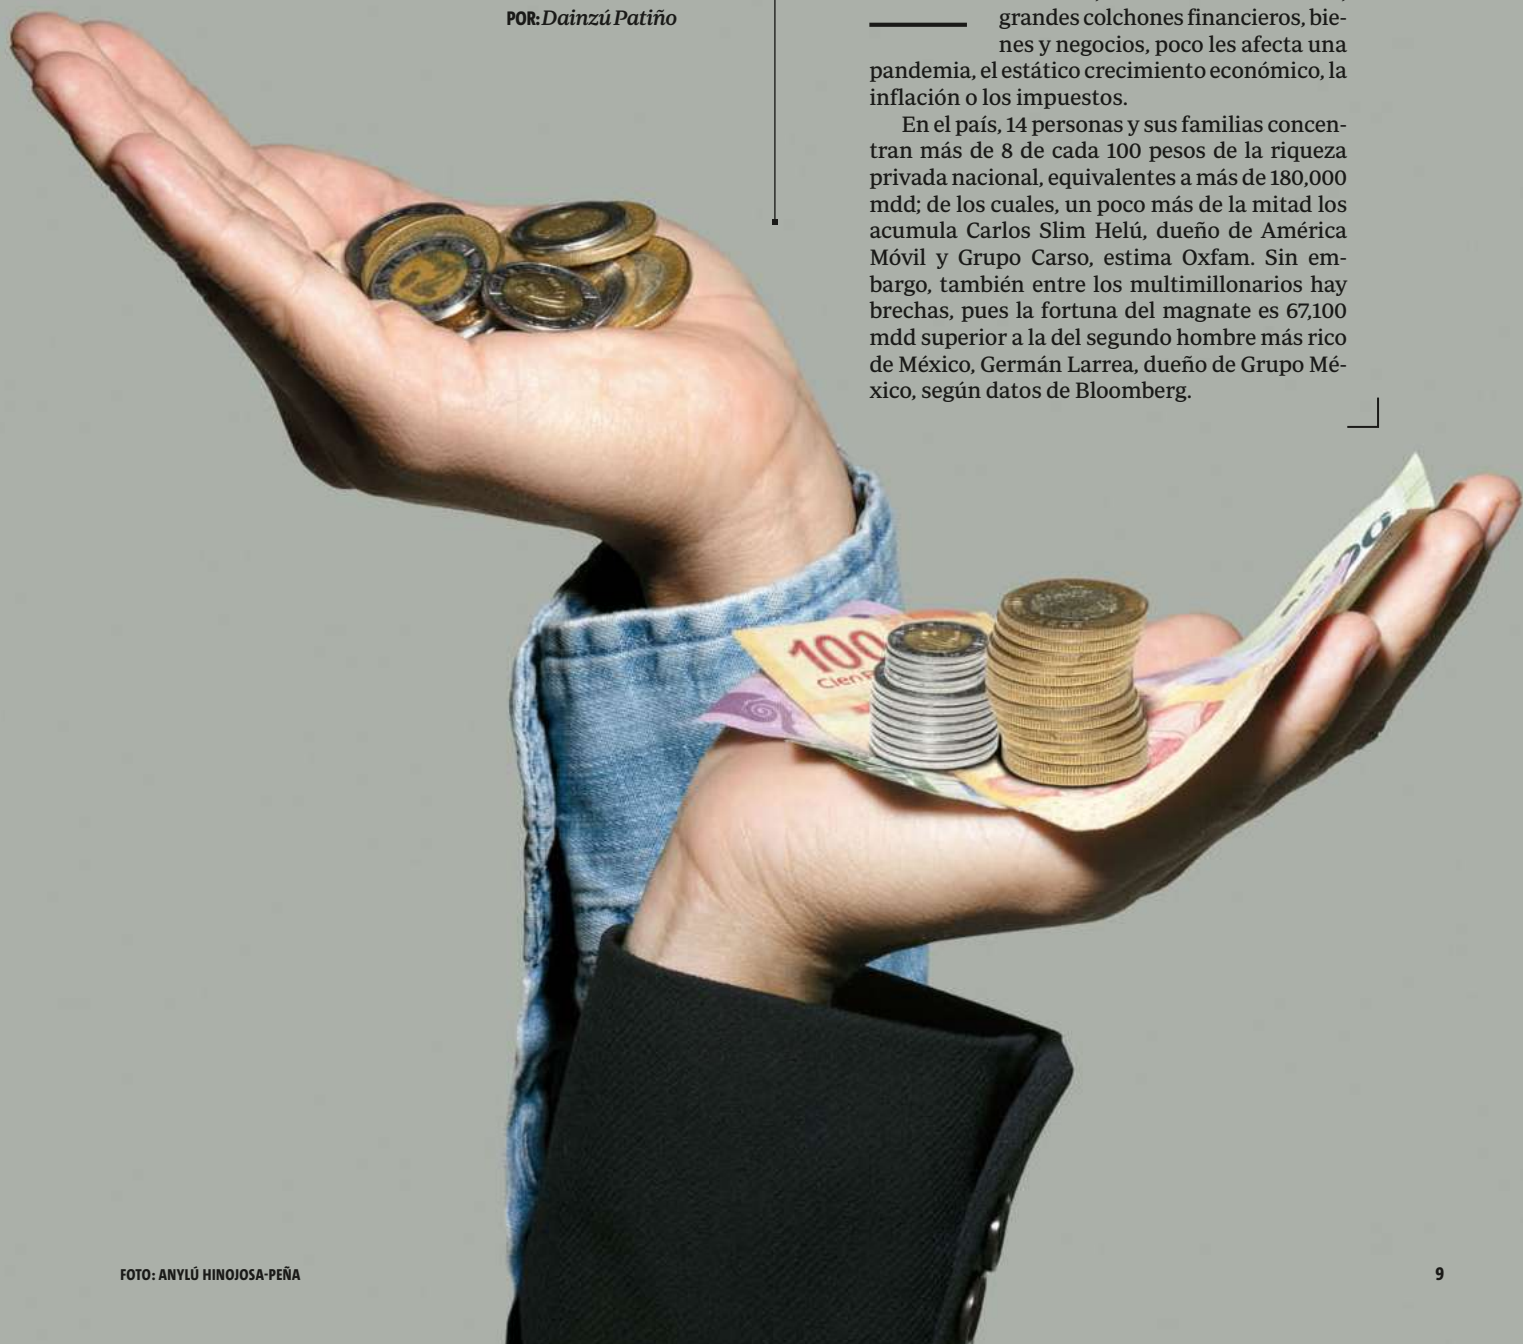 POR: Dainzú Patiño
grandes colchones financieros, bie-
nes y negocios, poco les afecta una
pandemia, el estático crecimiento económico, la
inflación o los impuestos.
En el país, 14 personas y sus familias concen-
tran más de 8 de cada 100 pesos de la riqueza
privada nacional, equivalentes a más de 180,000
mdd; de los cuales, un poco más de la mitad los
acumula Carlos Slim Helú, dueño de América
Móvil y Grupo Carso, estima Oxfam. Sin em-
bargo, también entre los multimillonarios hay
brechas, pues la fortuna del magnate es 67,100
mdd superior a la del segundo hombre más rico
de México, Germán Larrea, dueño de Grupo Mé-
xico, según datos de Bloomberg.
100
Cien
FOTO: ANYLÚ HINOJOSA-PEÑA
9